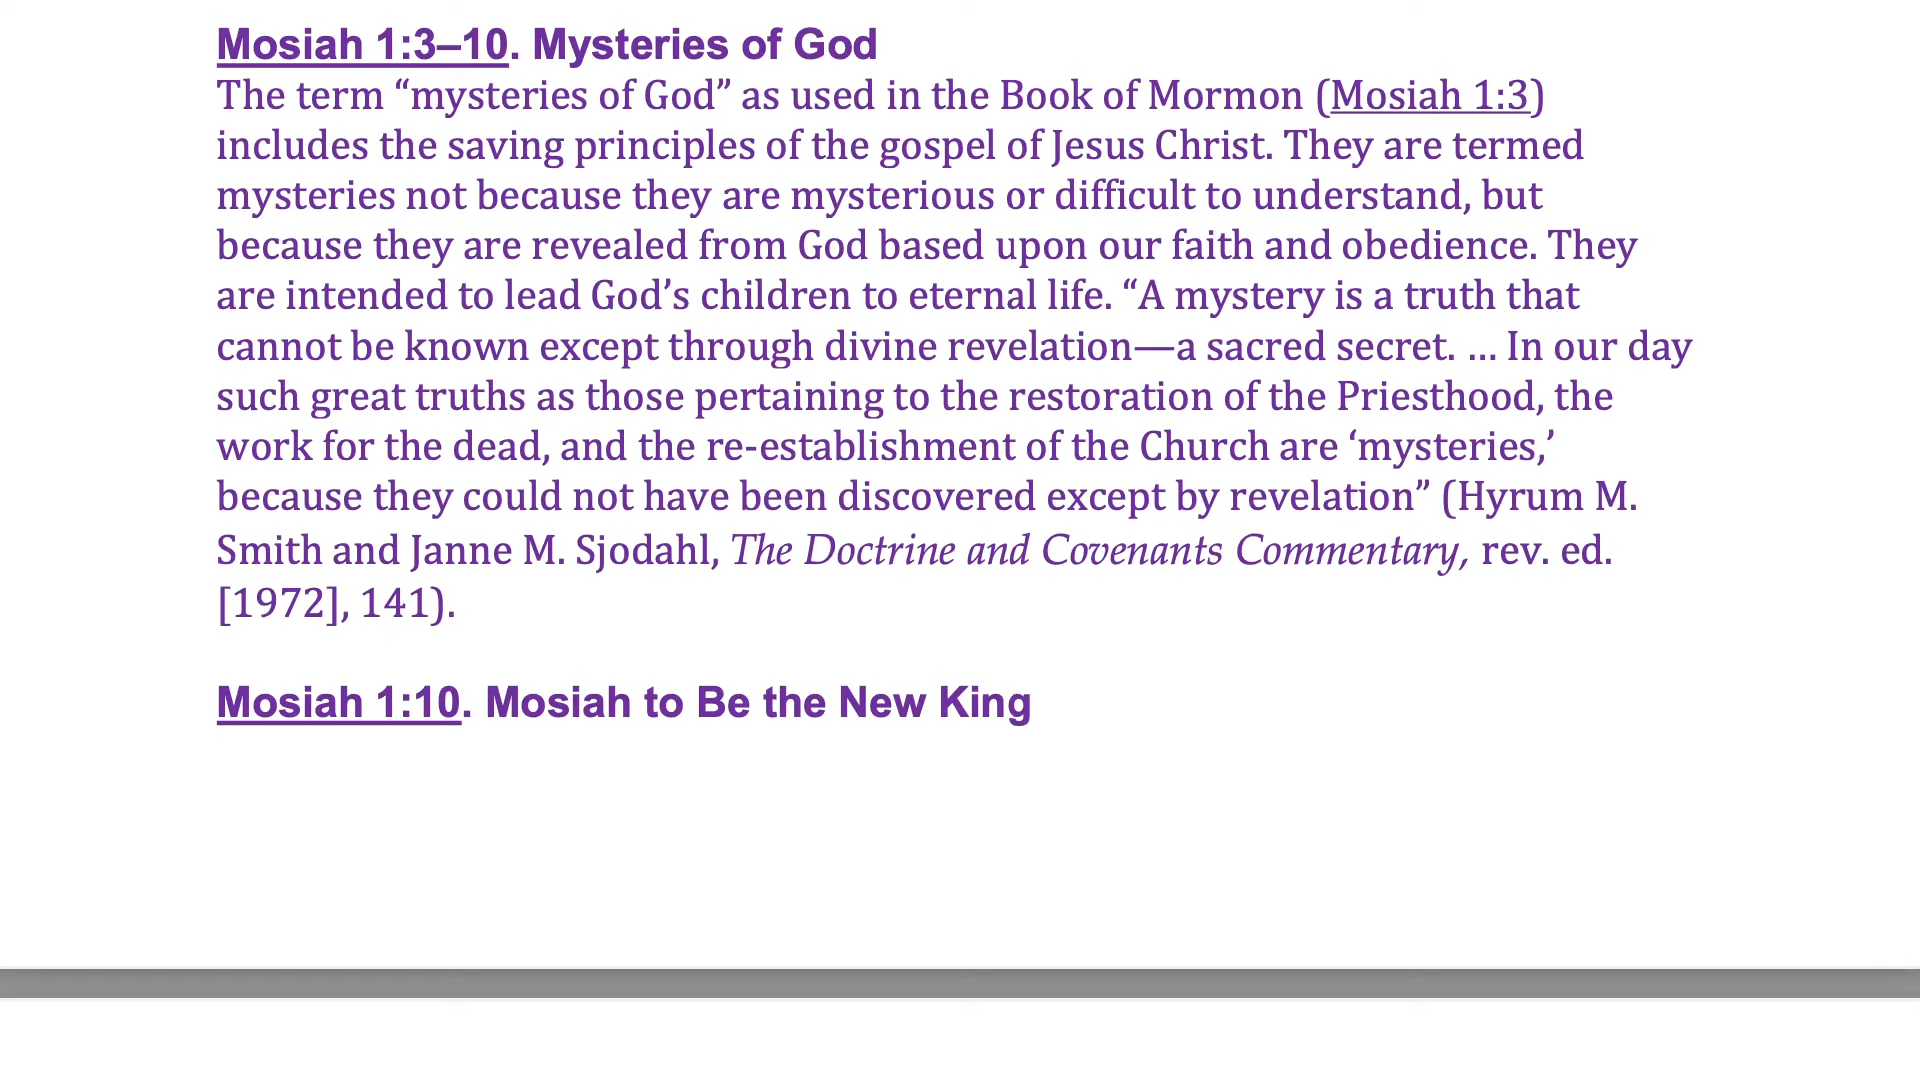 Mosiah 1:3–10. Mysteries of God
The term “mysteries of God” as used in the Book of Mormon (Mosiah 1:3)
includes the saving principles of the gospel of Jesus Christ. They are termed
mysteries not because they are mysterious or difficult to understand, but
because they are revealed from God based upon our faith and obedience. They
are intended to lead God’s children to eternal life. “A mystery is a truth that
cannot be known except through divine revelation—a sacred secret. … In our day
such great truths as those pertaining to the restoration of the Priesthood, the
work for the dead, and the re-establishment of the Church are ‘mysteries,’
because they could not have been discovered except by revelation” (Hyrum M.
Smith and Janne M. Sjodahl, The Doctrine and Covenants Commentary, rev. ed.
[1972], 141).
Mosiah 1:10. Mosiah to Be the New King